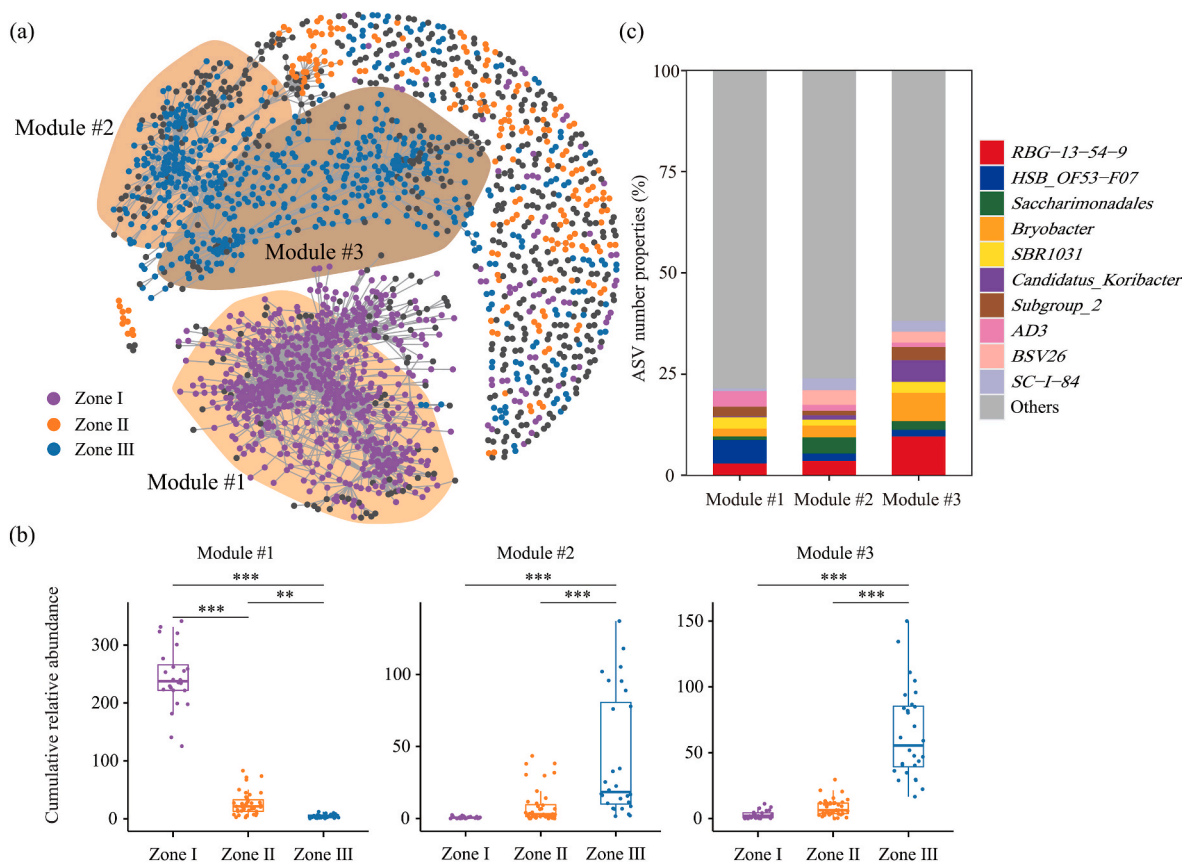 (a)
Module #2
Module #3
Zone I
Zone II
Zone III
Module #1
(c)
100
75
50
25
0
ASV number properties (%)
Module #1 Module #2 Module #3
RBG−13−54−9
HSB_OF53−F07
Saccharimonadales
Bryobacter
SBR1031
Candidatus_Koribacter
Subgroup_2
AD3
BSV26
SC−I−84
Others
(b)
Cumulative relative abundance
Module #1
***
*** **
300
200
100
0
Zone I Zone II Zone III
Module #2
***
***
100
50
0
Zone I Zone II Zone III
Module #3
***
***
150
100
50
0
Zone I Zone II Zone III